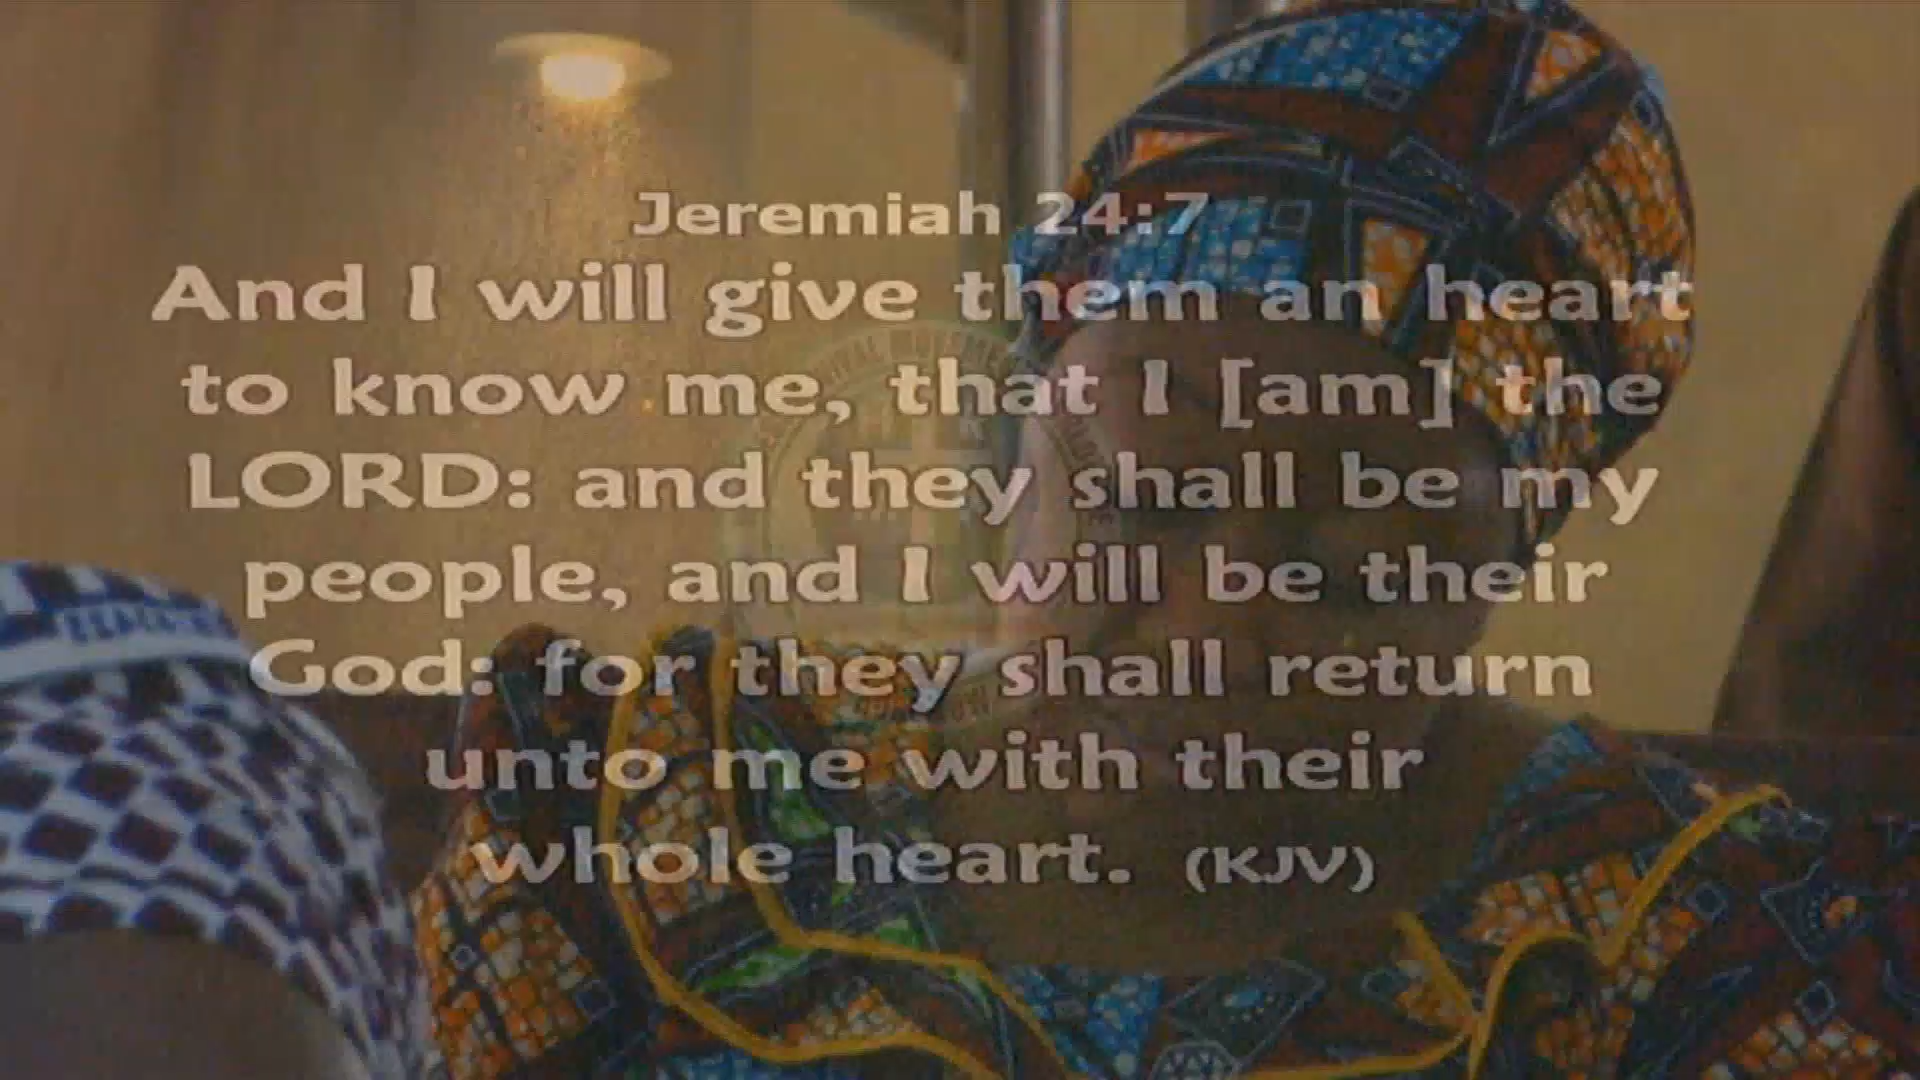 Jeremiah 24:7
And I will give them an heart
to know me, that I [am] the
LORD: and they shall be my
people, and I will be their
God: for they shall return
unto me with their
whole heart. (KJV)